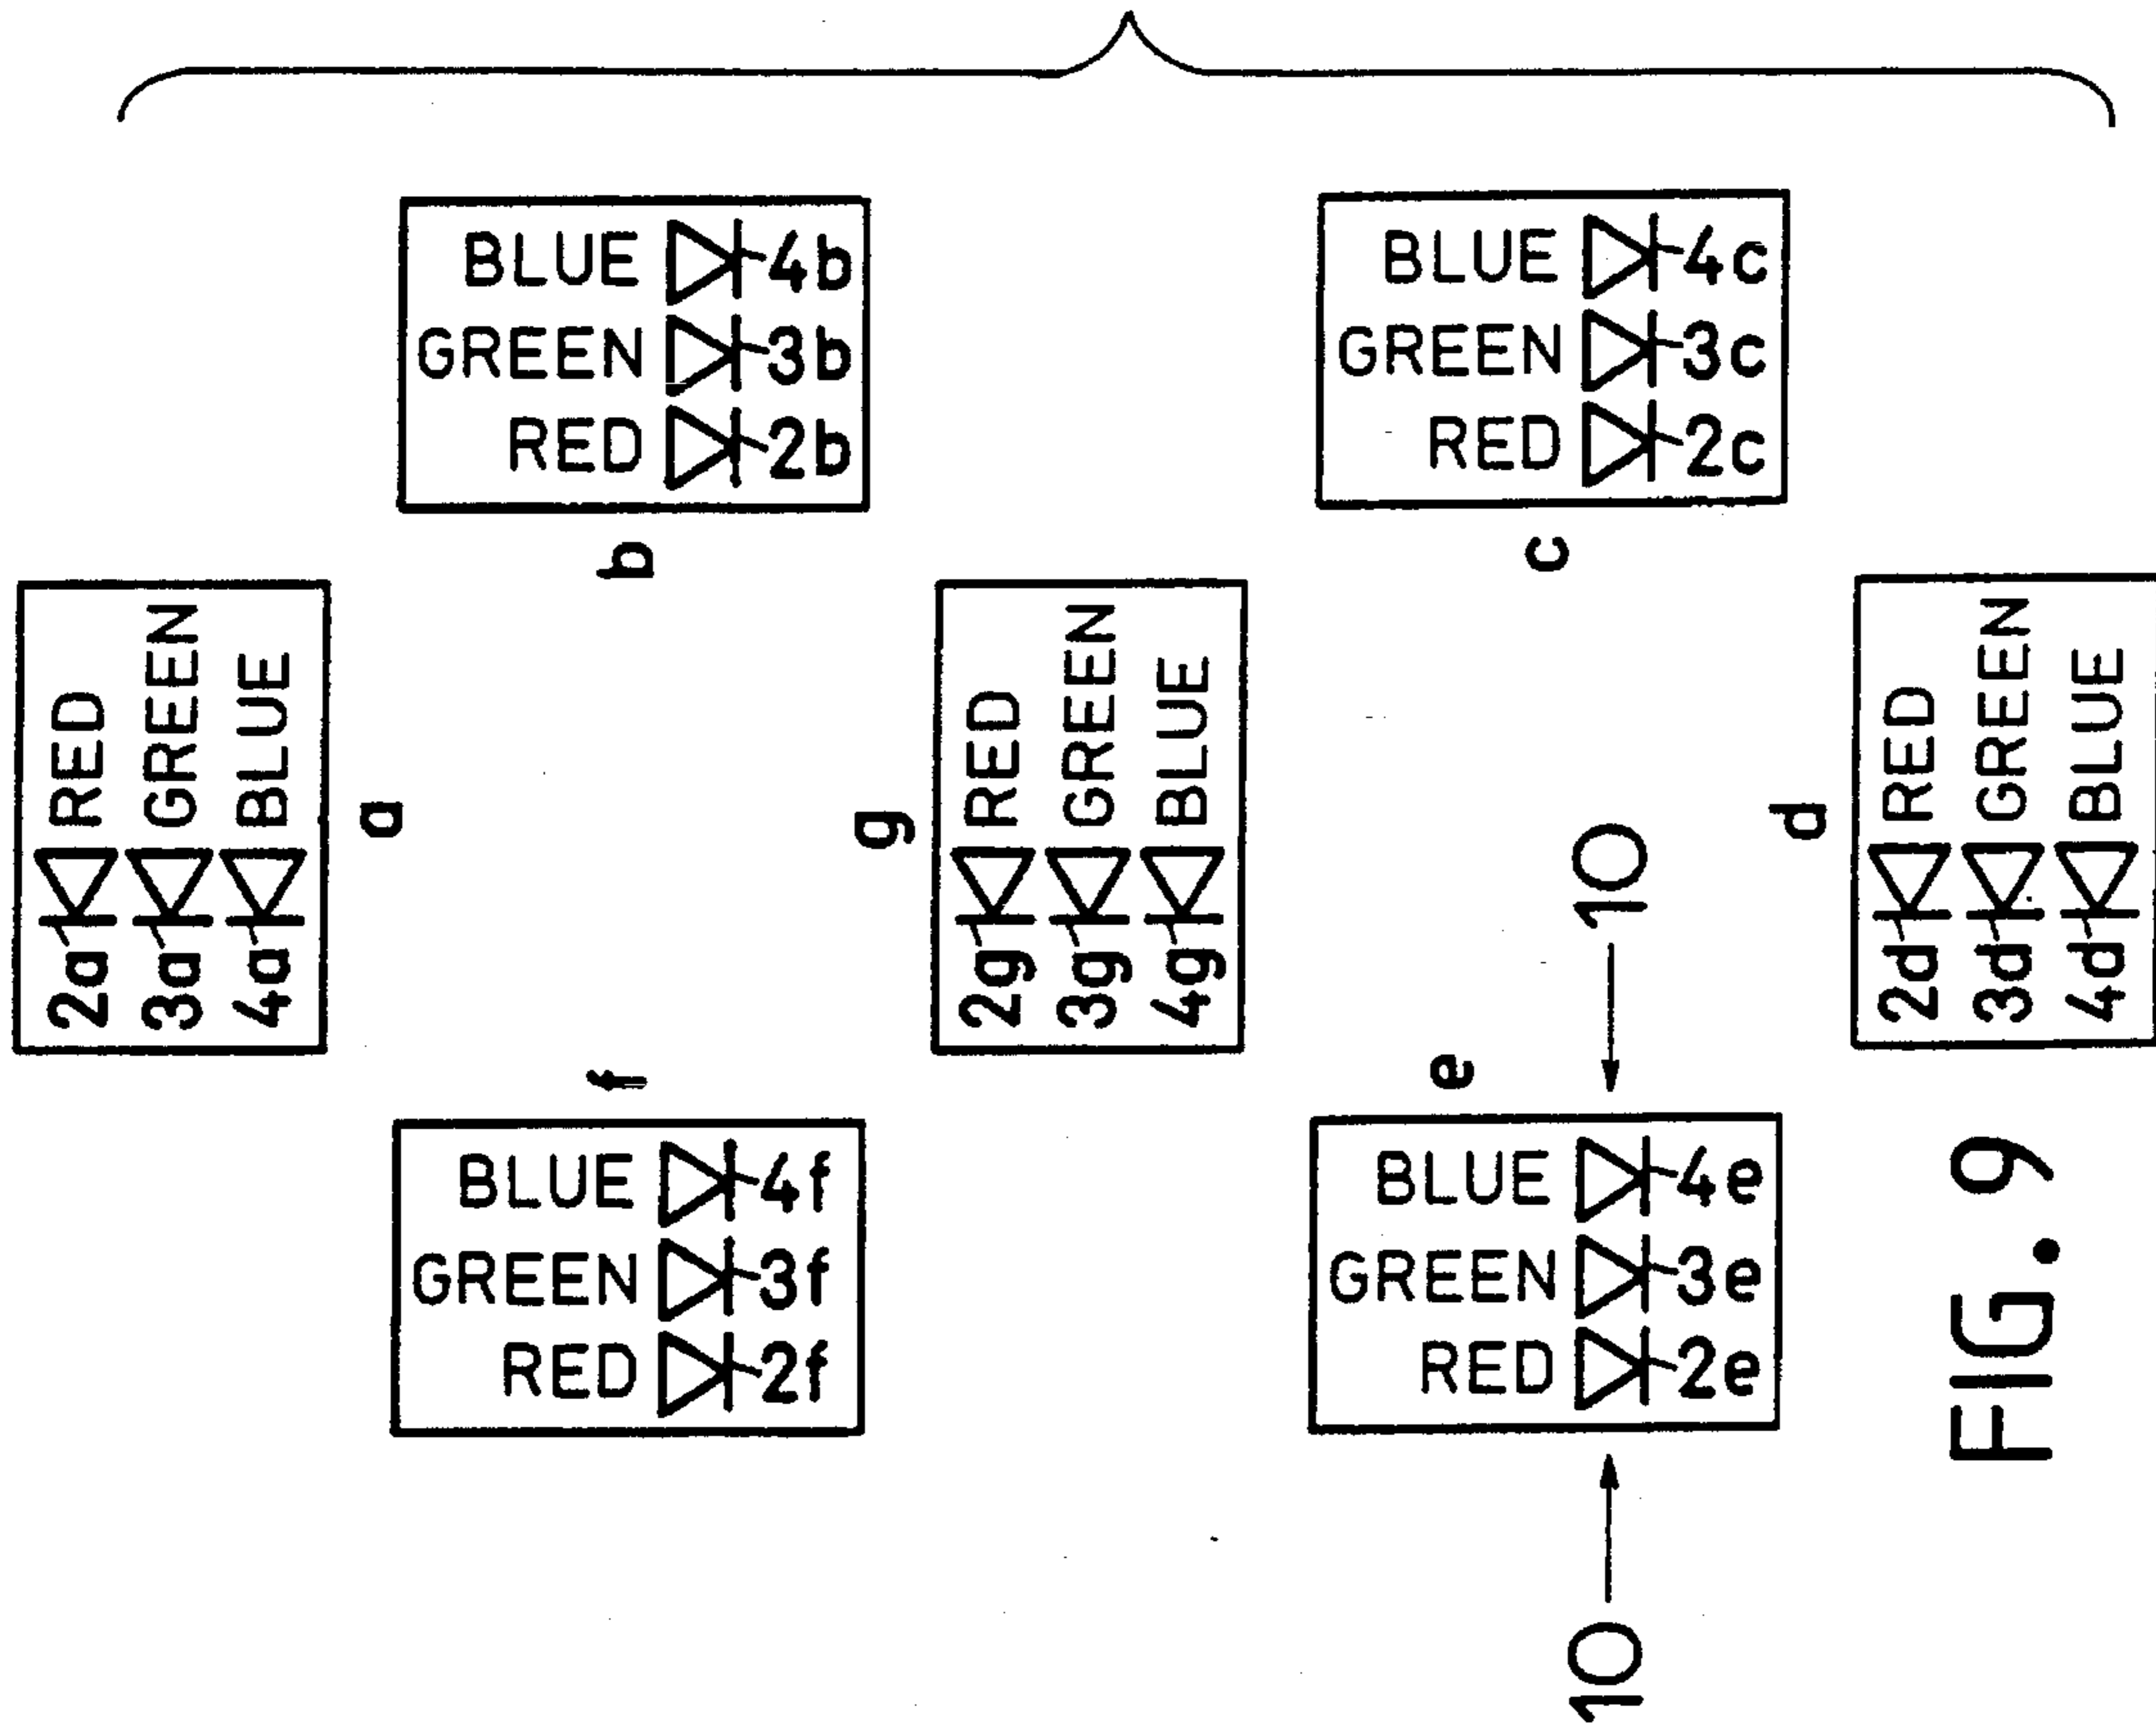 2a RED
3a GREEN
4a BLUE
a
BLUE 4f
GREEN 3f
RED 2f
f
BLUE 4b
GREEN 3b
RED 2b
b
g
2g RED
3g GREEN
4g BLUE
BLUE 4e
GREEN 3e
RED 2e
e
BLUE 4c
GREEN 3c
RED 2c
c
10
10
d
2d RED
3d GREEN
4d BLUE
FIG. 9